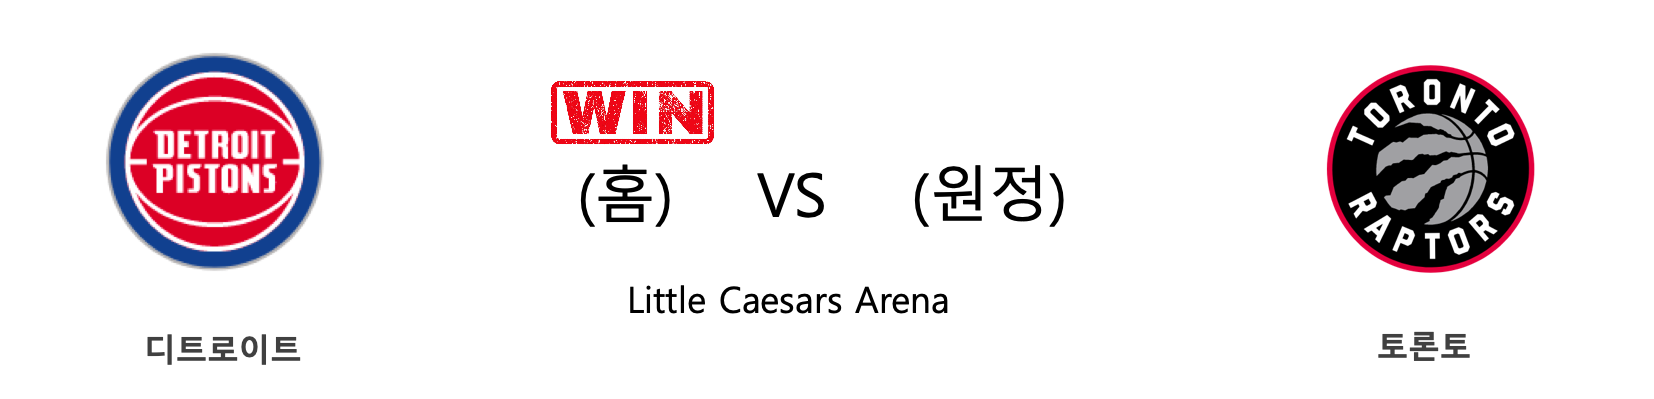 DETROIT
PISTONS
WIN
(홈) VS (원정)
Little Caesars Arena
디트로이트
TORONTO
RAPTORS
토론토